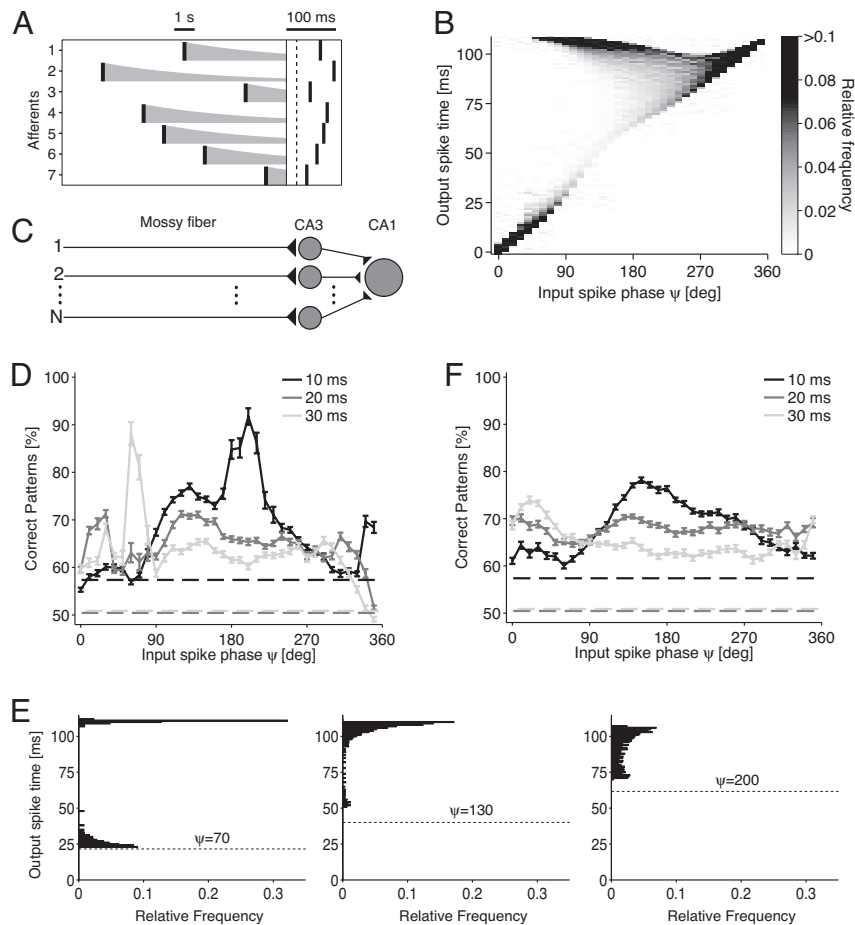 A
1 s
100 ms
Afferents
1
2
3
4
5
6
7
B
Output spike time [ms]
100
75
50
25
0
0
90
180
270
360
Input spike phase ψ [deg]
>0.1
0.08
0.06
0.04
0.02
0
Relative frequency
C
Mossy fiber
CA3
CA1
1
2
N
D
Correct Patterns [%]
100
90
80
70
60
50
10 ms
20 ms
30 ms
0
90
180
270
360
Input spike phase ψ [deg]
F
Correct Patterns [%]
100
90
80
70
60
50
10 ms
20 ms
30 ms
0
90
180
270
360
Input spike phase ψ [deg]
E
Output spike time [ms]
100
75
50
25
0
ψ=70
0
0.1
0.2
0.3
Relative Frequency
100
75
50
25
0
ψ=130
0
0.1
0.2
0.3
Relative Frequency
100
75
50
25
0
ψ=200
0
0.1
0.2
0.3
Relative Frequency